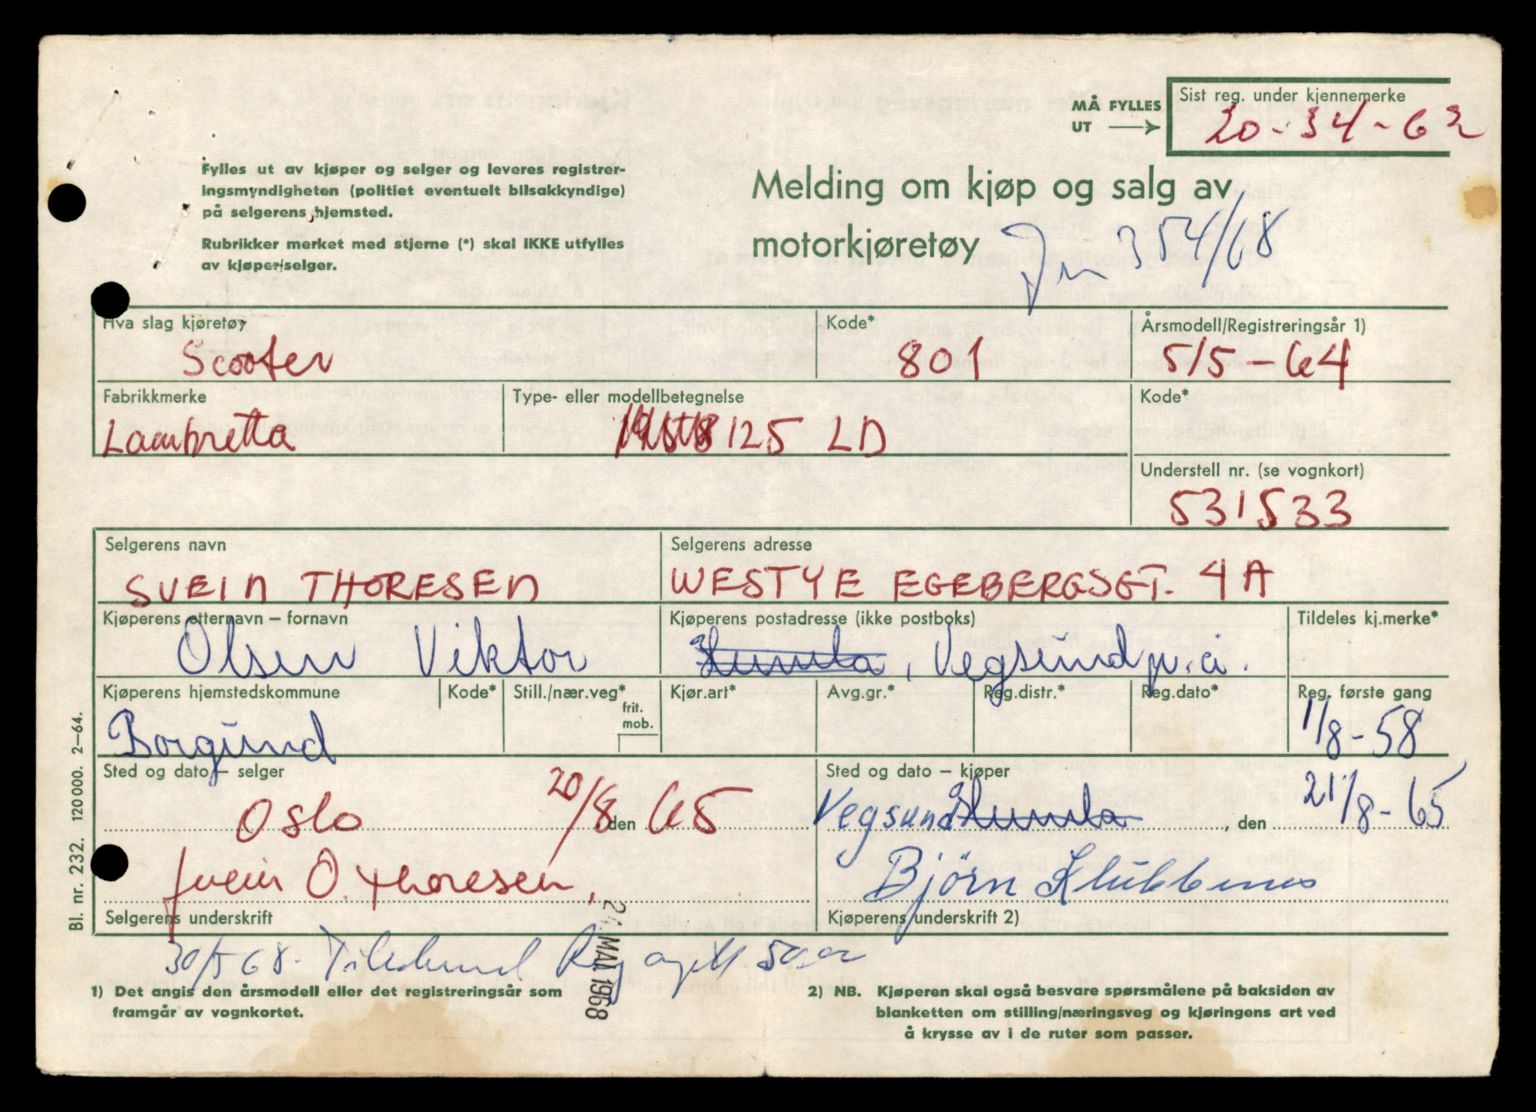 MÅ FYLLES UT
Sist reg. under kjennemerke
20-34-62
Fylles ut av kjøper og selger og leveres registrer-
ingsmyndigheten (politiet eventuelt bilsakkyndige)
på selgerens hjemsted.
Rubrikker merket med stjerne (*) skal IKKE utfylles
av kjøper/selger.
Melding om kjøp og salg av
motorkjøretøy
Jn 354/68
Hva slag kjøretøy
Kode*
Årsmodell/Registreringsår 1)
Scooter
801
5/5-64
Fabrikkmerke
Type- eller modellbetegnelse
Kode*
Lambretta
125 LD
Understell nr. (se vognkort)
531533
Selgerens navn
Selgerens adresse
SVEIN THORESEN
WESTYE EGEBERGSGT. 4A
Kjøperens etternavn – fornavn
Kjøperens postadresse (ikke postboks)
Tildeles kj.merke*
Olsen Viktor
Humla, Vegsund p.å.
Kjøperens hjemstedskommune
Kode*
Still./nær.veg*
frit. mob.
Kjør.art*
Avg.gr.*
Reg.distr.*
Reg.dato*
Reg. første gang
Borgund
1/8-58
Sted og dato – selger
Sted og dato – kjøper
Oslo den 20/8 65
Vegsund Humla, den 21/8-65
Svein O. Thoresen,
Bjørn Klubbenes
Selgerens underskrift
Kjøperens underskrift 2)
30/5 68.
2 MAI 1968
1) Det angis den årsmodell eller det registreringsår som
framgår av vognkortet.
2) NB. Kjøperen skal også besvare spørsmålene på baksiden av
blanketten om stilling/næringsveg og kjøringens art ved
å krysse av i de ruter som passer.
Bl. nr. 232. 120000. 2–64.